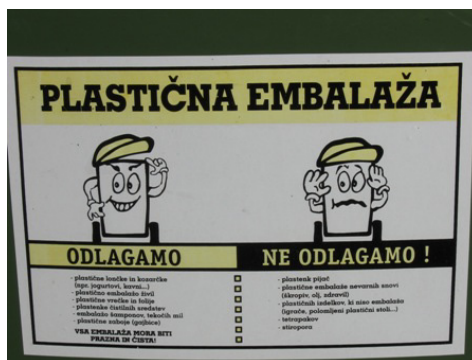 PLASTIČNA EMBALAŽA
ODLAGAMO
NE ODLAGAMO !
- plastične lončke in kozarčke
(npr. jogurtovi, kavni...)
- plastično embalažo živil
- plastične vrečke in folije
- plastenke čistilnih sredstev
- embalažo šamponov, tekočih mil
- plastične zaboje (gajbice)
VSA EMBALAŽA MORA BITI
PRAZNA IN ČISTA!
- plastenk pijač
- plastične embalaže nevarnih snovi
(škropiv, olj, zdravil)
- plastičnih izdelkov, ki niso embalaža
(igrače, polomljeni plastični stoli...)
- tetrapakov
- stiropora